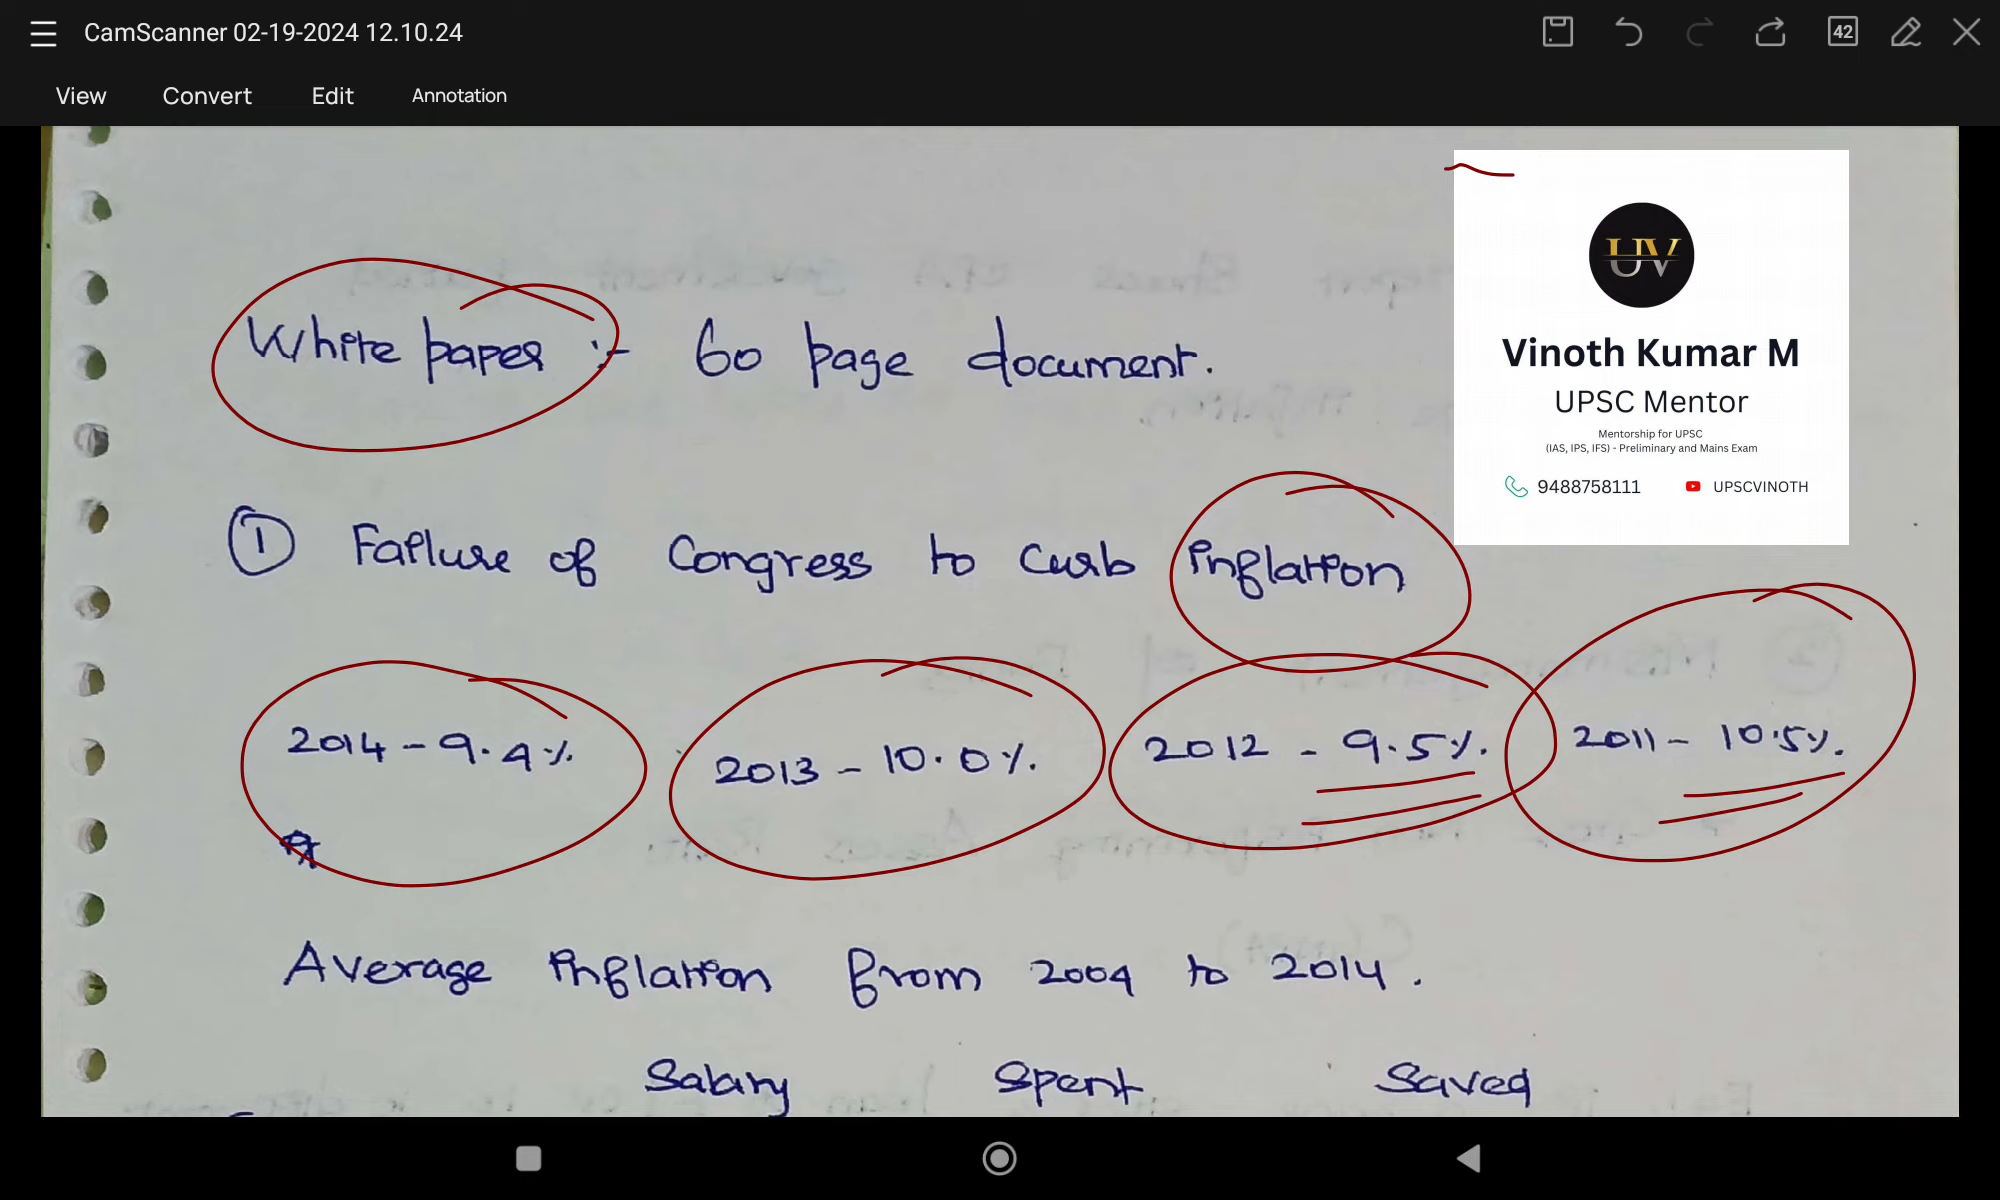 CamScanner 02-19-2024 12.10.24
42
View Convert Edit Annotation
UV
Vinoth Kumar M
UPSC Mentor
Mentorship for UPSC
(IAS, IPS, IFS) - Preliminary and Mains Exam
9488758111 UPSCVINOTH
White paper :- 60 page document.
1 Failure of Congress to curb inflation
2014 - 9.4% 2013 - 10.0%. 2012 - 9.5%. 2011 - 10.5%.
Average inflation from 2004 to 2014.
Salary Spent Saved